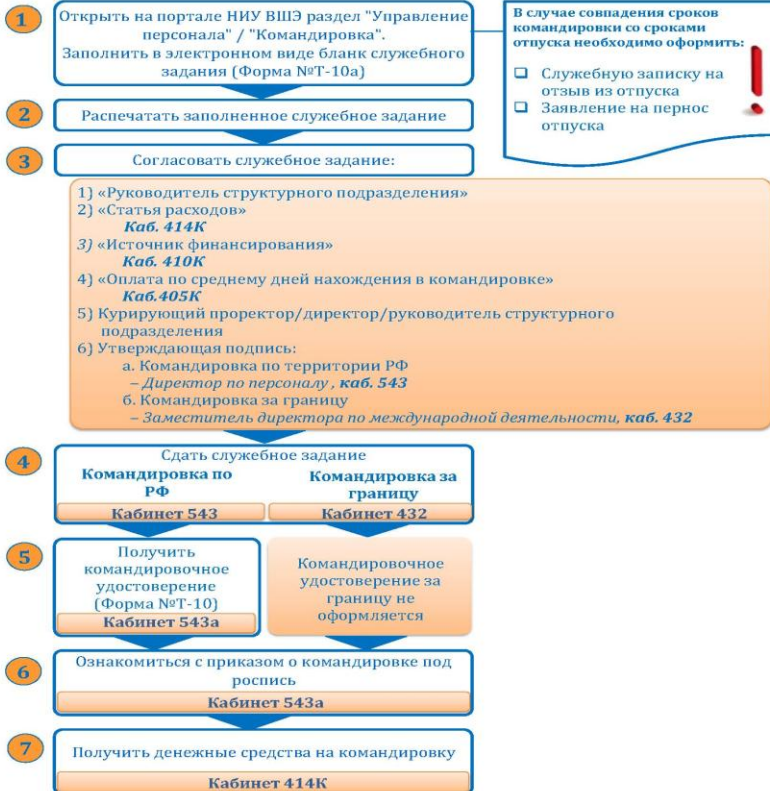 1
Открыть на портале НИУ ВШЭ раздел "Управление
персонала" / "Командировка".
Заполнить в электронном виде бланк служебного
задания (Форма №Т-10а)
В случае совпадения сроков
командировки со сроками
отпуска необходимо оформить:
Служебную записку на
отзыв из отпуска
Заявление на пернос
отпуска
!
2
Распечатать заполненное служебное задание
3
Согласовать служебное задание:
1) «Руководитель структурного подразделения»
2) «Статья расходов»
Каб. 414К
3) «Источник финансирования»
Каб. 410К
4) «Оплата по среднему дней нахождения в командировке»
Каб.405К
5) Курирующий проректор/директор/руководитель структурного
подразделения
6) Утверждающая подпись:
а. Командировка по территории РФ
– Директор по персоналу , каб. 543
б. Командировка за границу
– Заместитель директора по международной деятельности, каб. 432
4
Сдать служебное задание
Командировка по
РФ
Кабинет 543
Командировка за
границу
Кабинет 432
5
Получить
командировочное
удостоверение
(Форма №Т-10)
Кабинет 543а
Командировочное
удостоверение за
границу не
оформляется
6
Ознакомиться с приказом о командировке под
роспись
Кабинет 543а
7
Получить денежные средства на командировку
Кабинет 414К